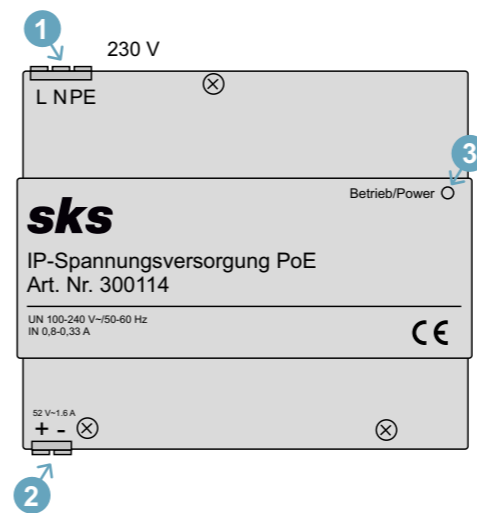 1
230 V
L N PE
3
Betrieb/Power
sks
IP-Spannungsversorgung PoE
Art. Nr. 300114
UN 100-240 V~/50-60 Hz
IN 0,8-0,33 A
CE
52 V~1.6 A
+ -
2